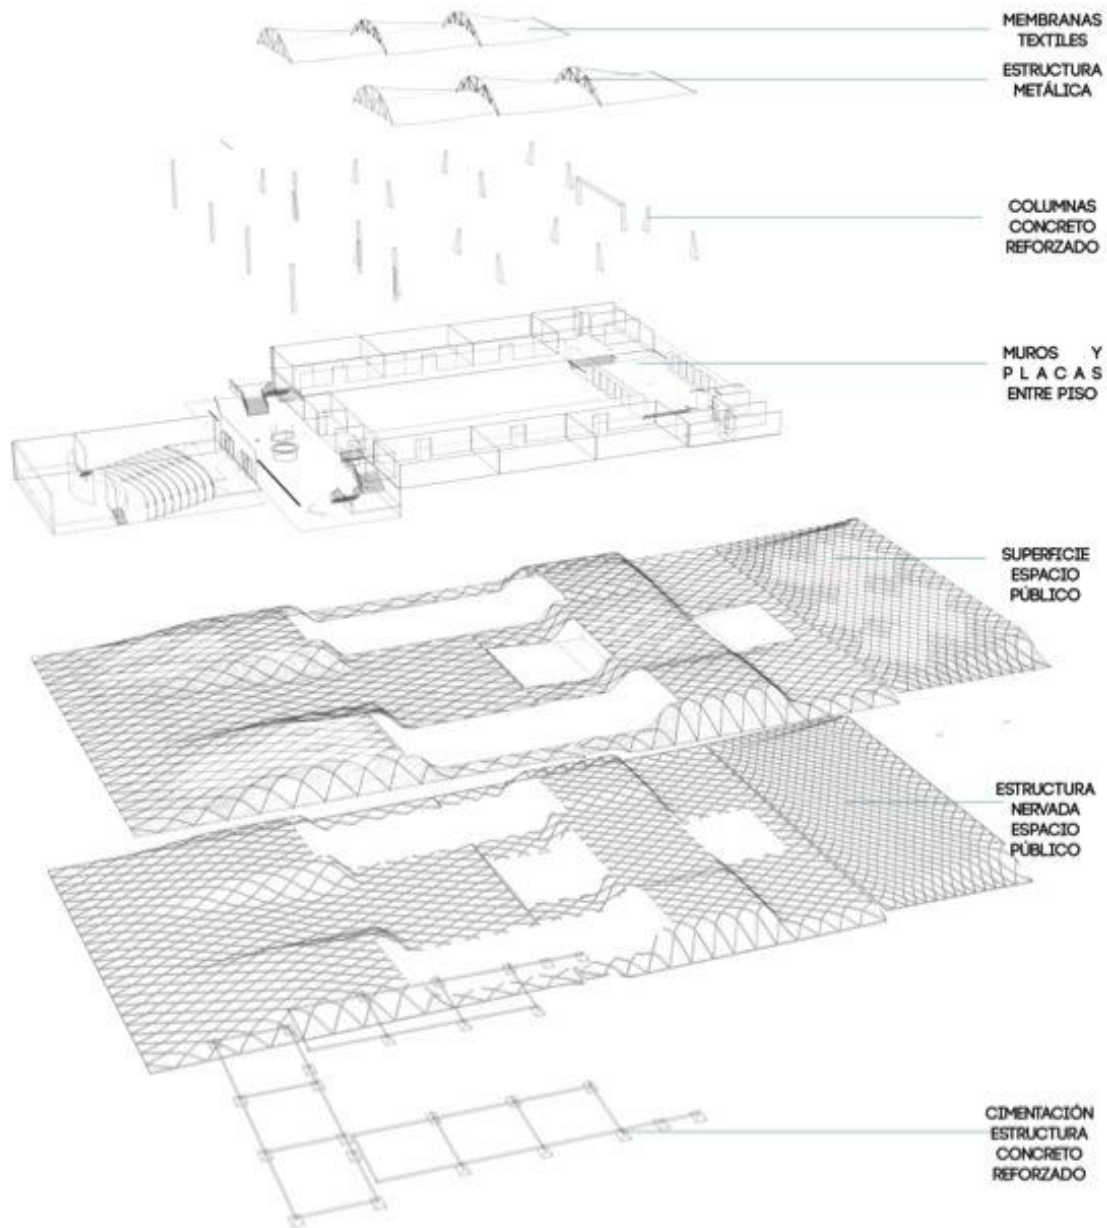 MEMBRANAS
TEXTILES
ESTRUCTURA
METÁLICA
COLUMNAS
CONCRETO
REFORZADO
MUROS Y
PLACAS
ENTRE PISO
SUPERFICIE
ESPACIO
PÚBLICO
ESTRUCTURA
NERVADA
ESPACIO
PÚBLICO
CIMENTACIÓN
ESTRUCTURA
CONCRETO
REFORZADO